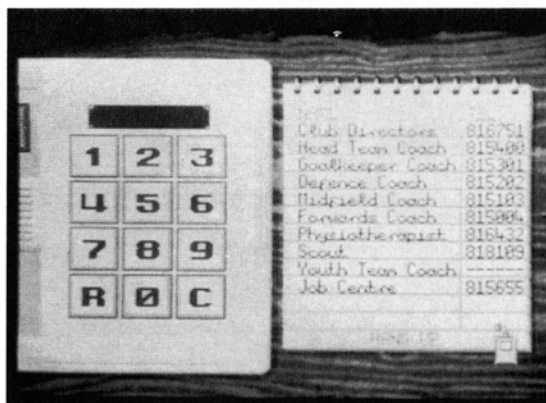 1 2 3
4 5 6
7 8 9
R 0 C
Club Directors 816751
Head Team Coach 815400
Goalkeeper Coach 815301
Defence Coach 815202
Midfield Coach 815103
Forwards Coach 815004
Physiotherapist 816432
Scout 818109
Youth Team Coach ------
Job Centre 815655
HANG UP